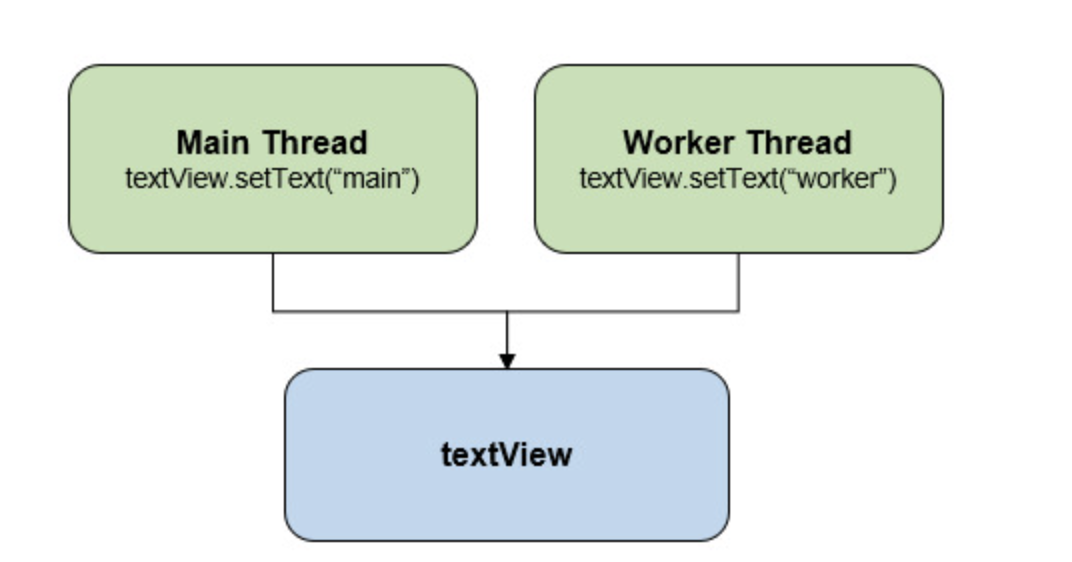 Main Thread
textView.setText(“main”)
Worker Thread
textView.setText(“worker”)
textView